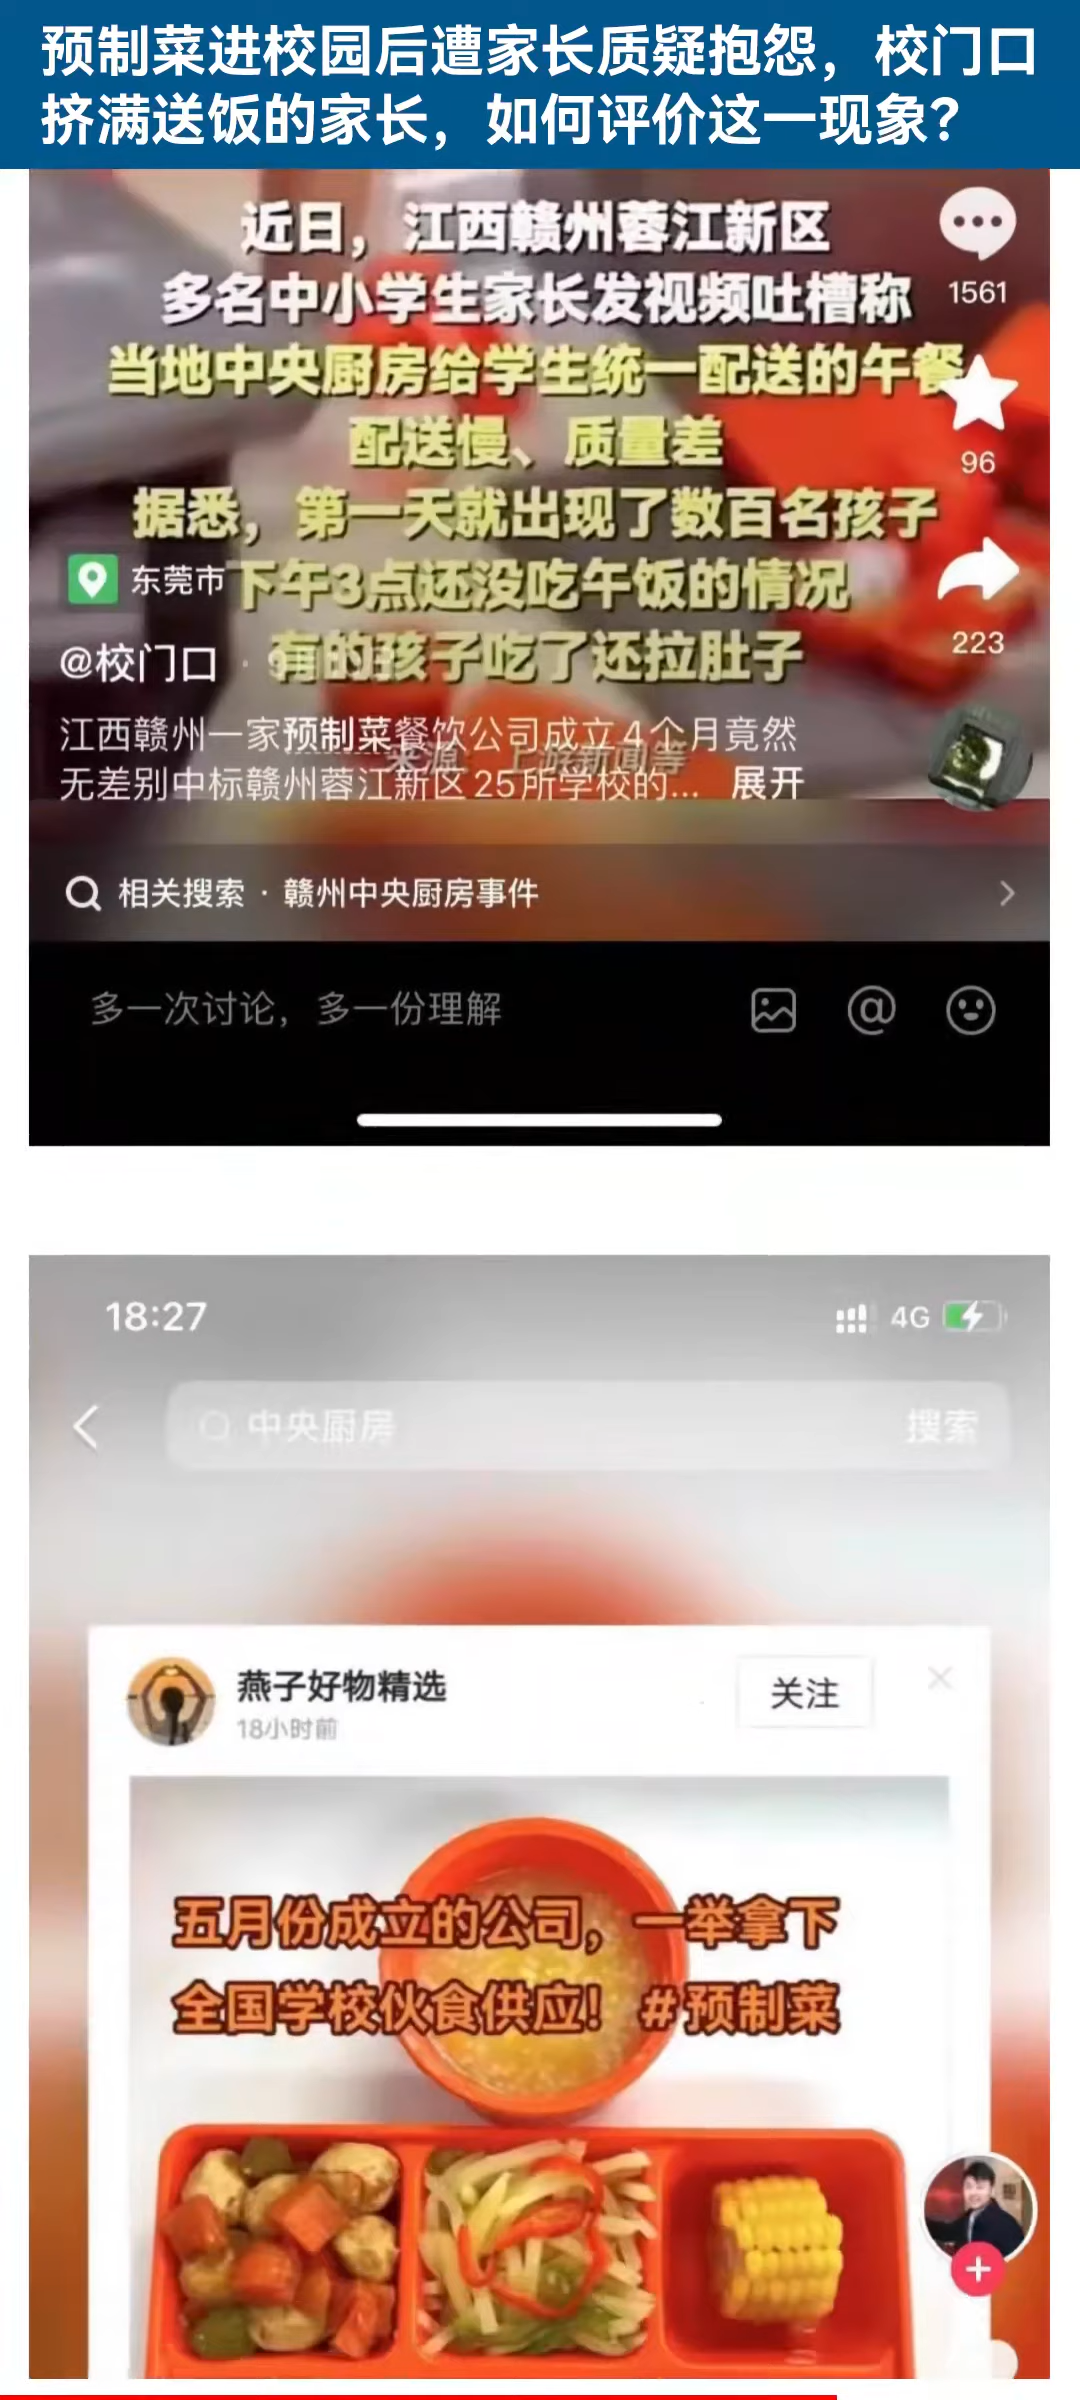 预制菜进校园后遭家长质疑抱怨，校门口
挤满送饭的家长，如何评价这一现象？
近日，江西赣州蓉江新区
多名中小学生家长发视频吐槽称
1561
当地中央厨房给学生统一配送的午餐
配送慢、质量差
96
据悉，第一天就出现了数百名孩子
东莞市
下午3点还没吃午饭的情况
223
@校门口
有的孩子吃了还拉肚子
江西赣州一家预制菜餐饮公司成立4个月竟然
来源：上游新闻等
无差别中标赣州蓉江新区25所学校的... 展开
相关搜索 · 赣州中央厨房事件
多一次讨论，多一份理解
18:27
4G
中央厨房
搜索
燕子好物精选
关注
18小时前
五月份成立的公司，一举拿下
全国学校伙食供应！#预制菜